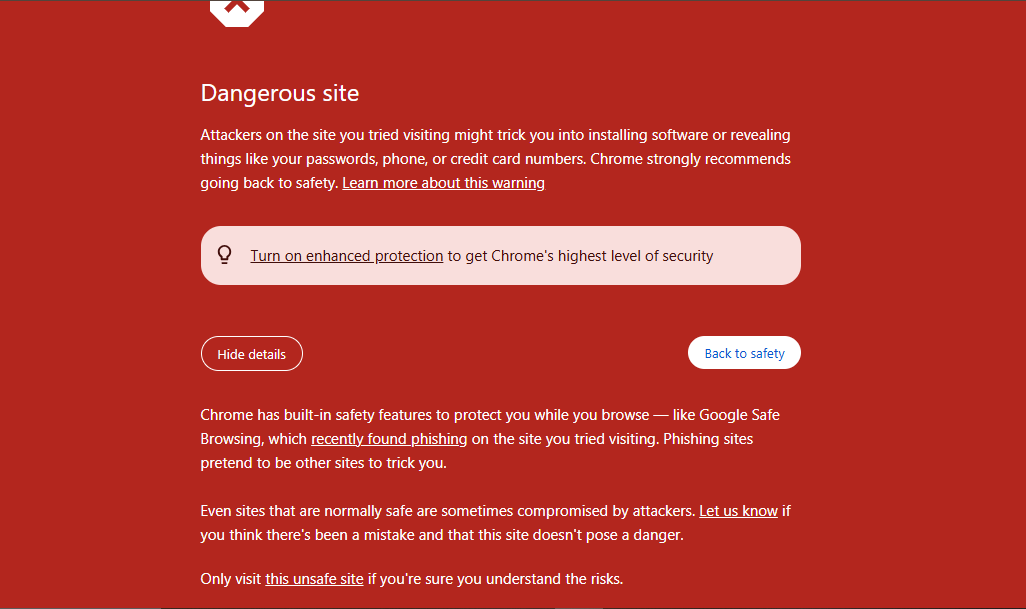 Dangerous site
Attackers on the site you tried visiting might trick you into installing software or revealing
things like your passwords, phone, or credit card numbers. Chrome strongly recommends
going back to safety. Learn more about this warning
Turn on enhanced protection to get Chrome's highest level of security
Hide details
Back to safety
Chrome has built-in safety features to protect you while you browse — like Google Safe
Browsing, which recently found phishing on the site you tried visiting. Phishing sites
pretend to be other sites to trick you.
Even sites that are normally safe are sometimes compromised by attackers. Let us know if
you think there's been a mistake and that this site doesn't pose a danger.
Only visit this unsafe site if you're sure you understand the risks.